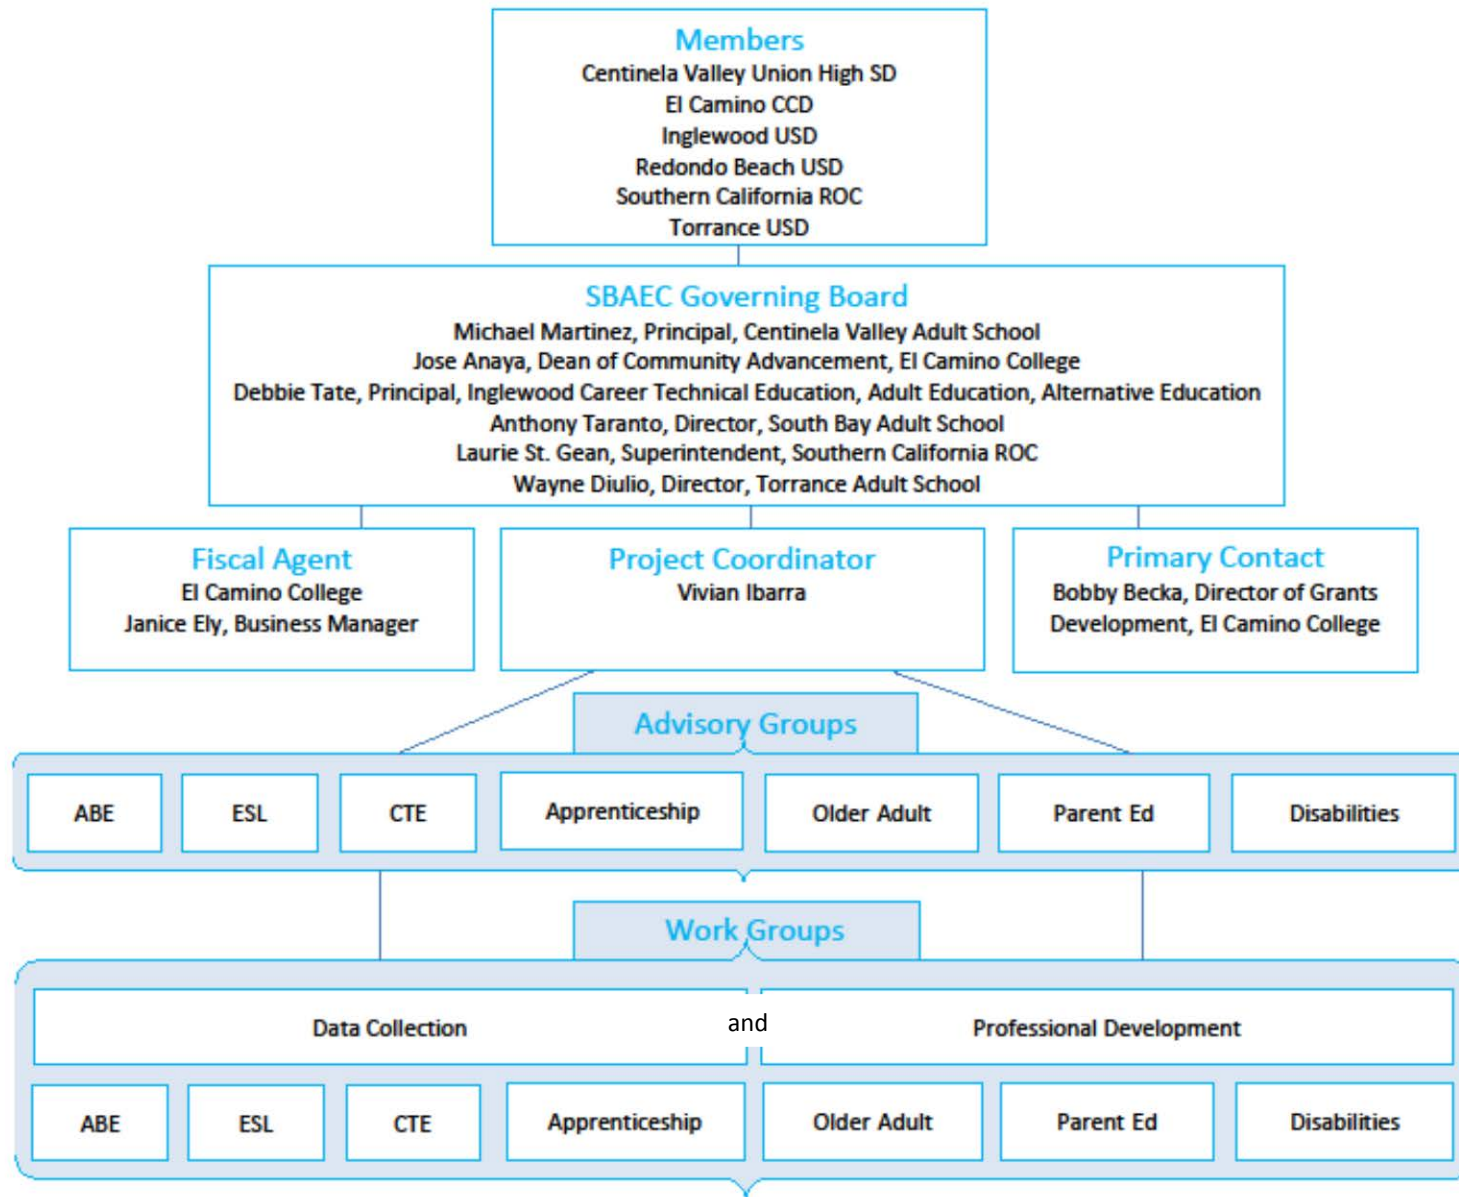 Members
Centinela Valley Union High SD
El Camino CCD
Inglewood USD
Redondo Beach USD
Southern California ROC
Torrance USD
SBAEC Governing Board
Michael Martinez, Principal, Centinela Valley Adult School
Jose Anaya, Dean of Community Advancement, El Camino College
Debbie Tate, Principal, Inglewood Career Technical Education, Adult Education, Alternative Education
Anthony Taranto, Director, South Bay Adult School
Laurie St. Gean, Superintendent, Southern California ROC
Wayne Diulio, Director, Torrance Adult School
Fiscal Agent
El Camino College
Janice Ely, Business Manager
Project Coordinator
Vivian Ibarra
Primary Contact
Bobby Becka, Director of Grants
Development, El Camino College
Advisory Groups
ABE
ESL
CTE
Apprenticeship
Older Adult
Parent Ed
Disabilities
Work Groups
Data Collection
and
Professional Development
ABE
ESL
CTE
Apprenticeship
Older Adult
Parent Ed
Disabilities